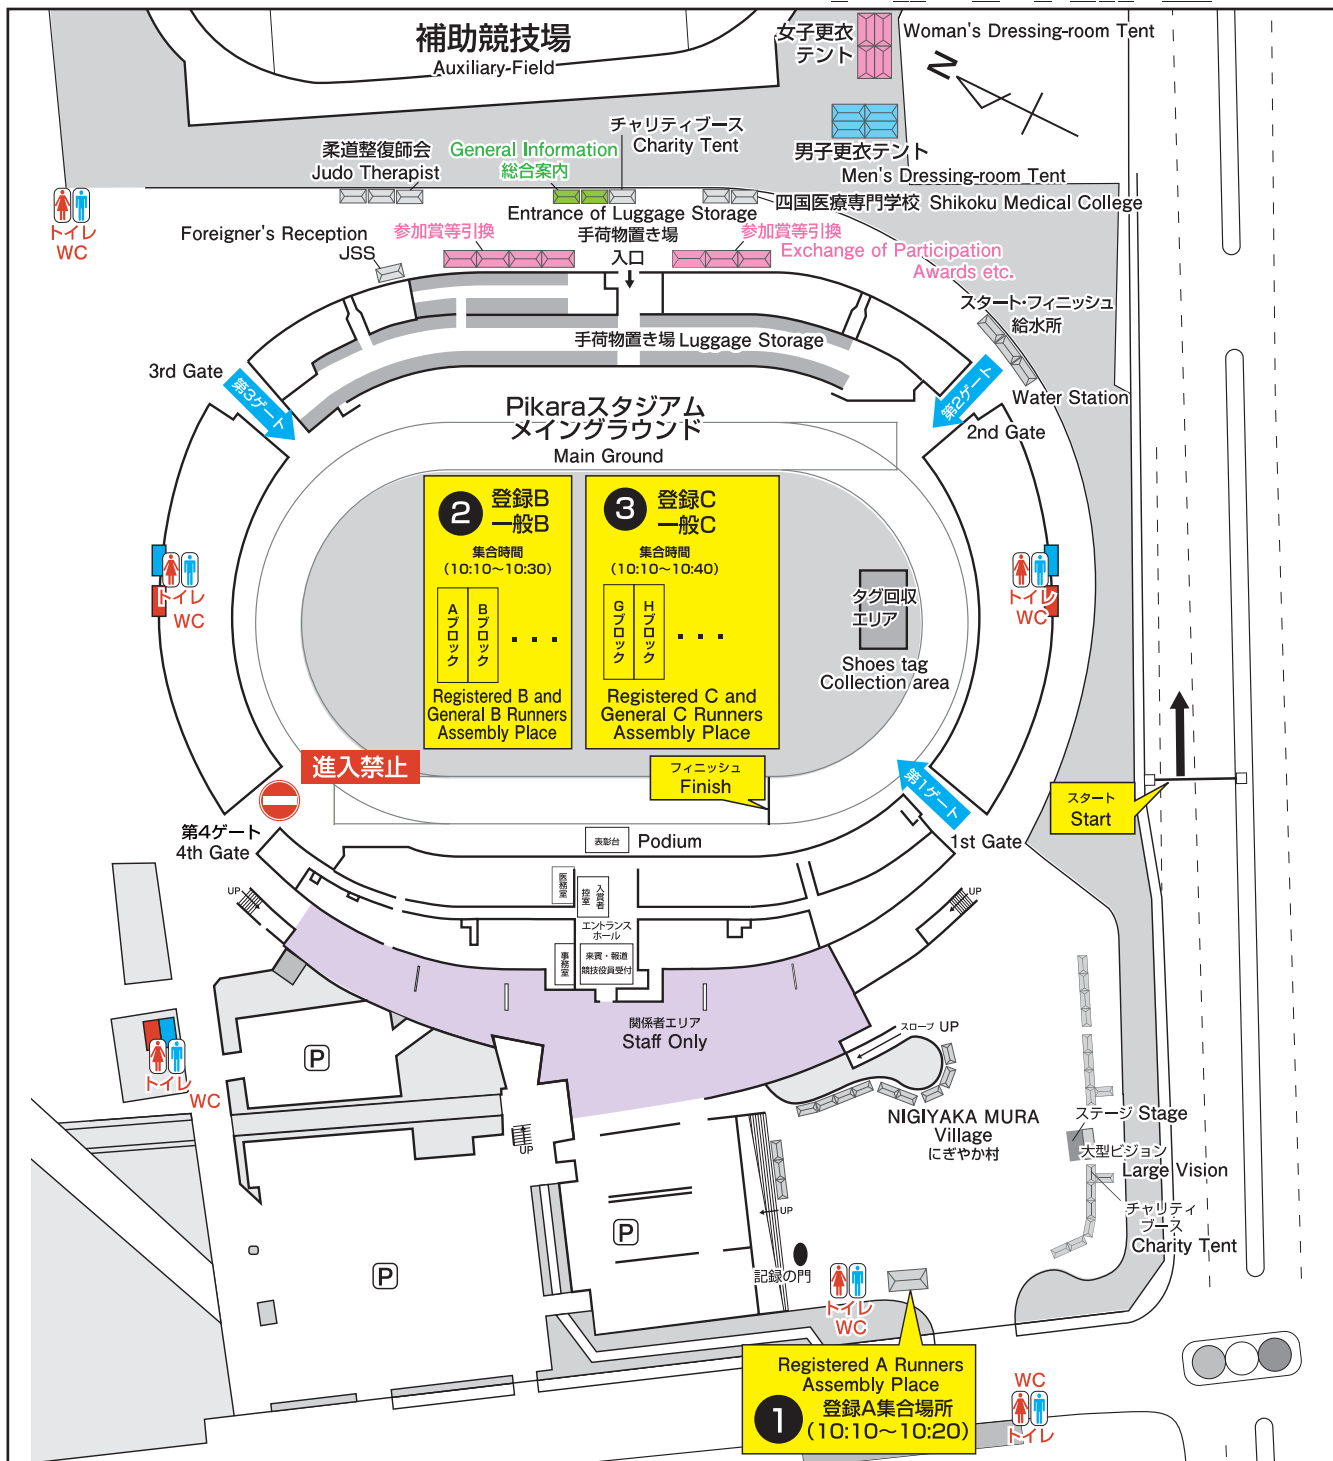 補助競技場
Auxiliary-Field
女子更衣
テント
Woman's Dressing-room Tent
N
男子更衣テント
Men's Dressing-room Tent
チャリティブース
Charity Tent
柔道整復師会
Judo Therapist
General Information
総合案内
四国医療専門学校 Shikoku Medical College
トイレ
WC
Entrance of Luggage Storage
手荷物置き場
入口
Foreigner's Reception
JSS
参加賞等引換
参加賞等引換
Exchange of Participation
Awards etc.
スタート・フィニッシュ
給水所
Water Station
手荷物置き場 Luggage Storage
3rd Gate
第3ゲート
第2ゲート
2nd Gate
Pikaraスタジアム
メイングラウンド
Main Ground
2
登録B
一般B
集合時間
(10:10〜10:30)
Aブロック
Bブロック
・・・
Registered B and
General B Runners
Assembly Place
3
登録C
一般C
集合時間
(10:10〜10:40)
Gブロック
Hブロック
・・・
Registered C and
General C Runners
Assembly Place
トイレ
WC
トイレ
WC
タグ回収
エリア
Shoes tag
Collection area
進入禁止
フィニッシュ
Finish
第1ゲート
1st Gate
スタート
Start
第4ゲート
4th Gate
表彰台
Podium
UP
UP
医務室
入賞者
控室
エントランス
ホール
事務室
来賓・報道
競技役員受付
関係者エリア
Staff Only
スロープ UP
P
トイレ
WC
NIGIYAKA MURA
Village
にぎやか村
ステージ Stage
大型ビジョン
Large Vision
チャリティ
ブース
Charity Tent
UP
UP
P
P
記録の門
トイレ
WC
Registered A Runners
Assembly Place
1
登録A集合場所
(10:10〜10:20)
WC
トイレ